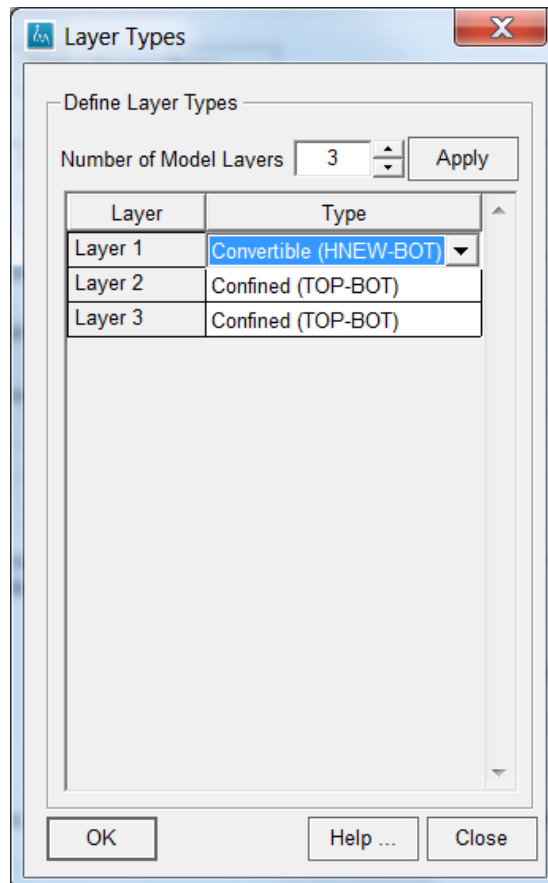 Layer Types
Define Layer Types
Number of Model Layers 3 Apply
Layer Type
Layer 1 Convertible (HNEW-BOT)
Layer 2 Confined (TOP-BOT)
Layer 3 Confined (TOP-BOT)
OK Help ... Close